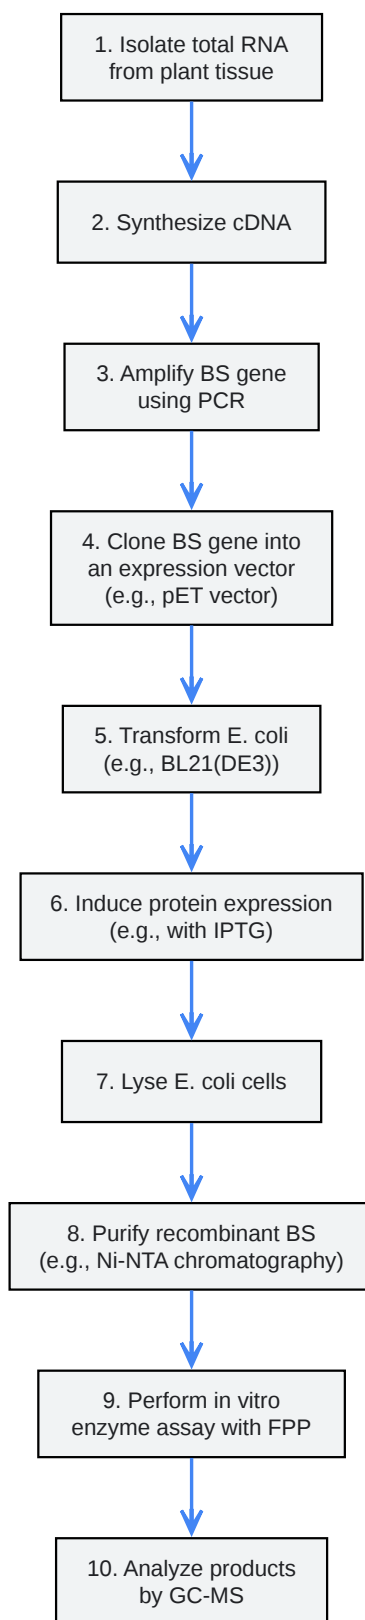 1. Isolate total RNA
from plant tissue
2. Synthesize cDNA
3. Amplify BS gene
using PCR
4. Clone BS gene into
an expression vector
(e.g., pET vector)
5. Transform E. coli
(e.g., BL21(DE3))
6. Induce protein expression
(e.g., with IPTG)
7. Lyse E. coli cells
8. Purify recombinant BS
(e.g., Ni-NTA chromatography)
9. Perform in vitro
enzyme assay with FPP
10. Analyze products
by GC-MS